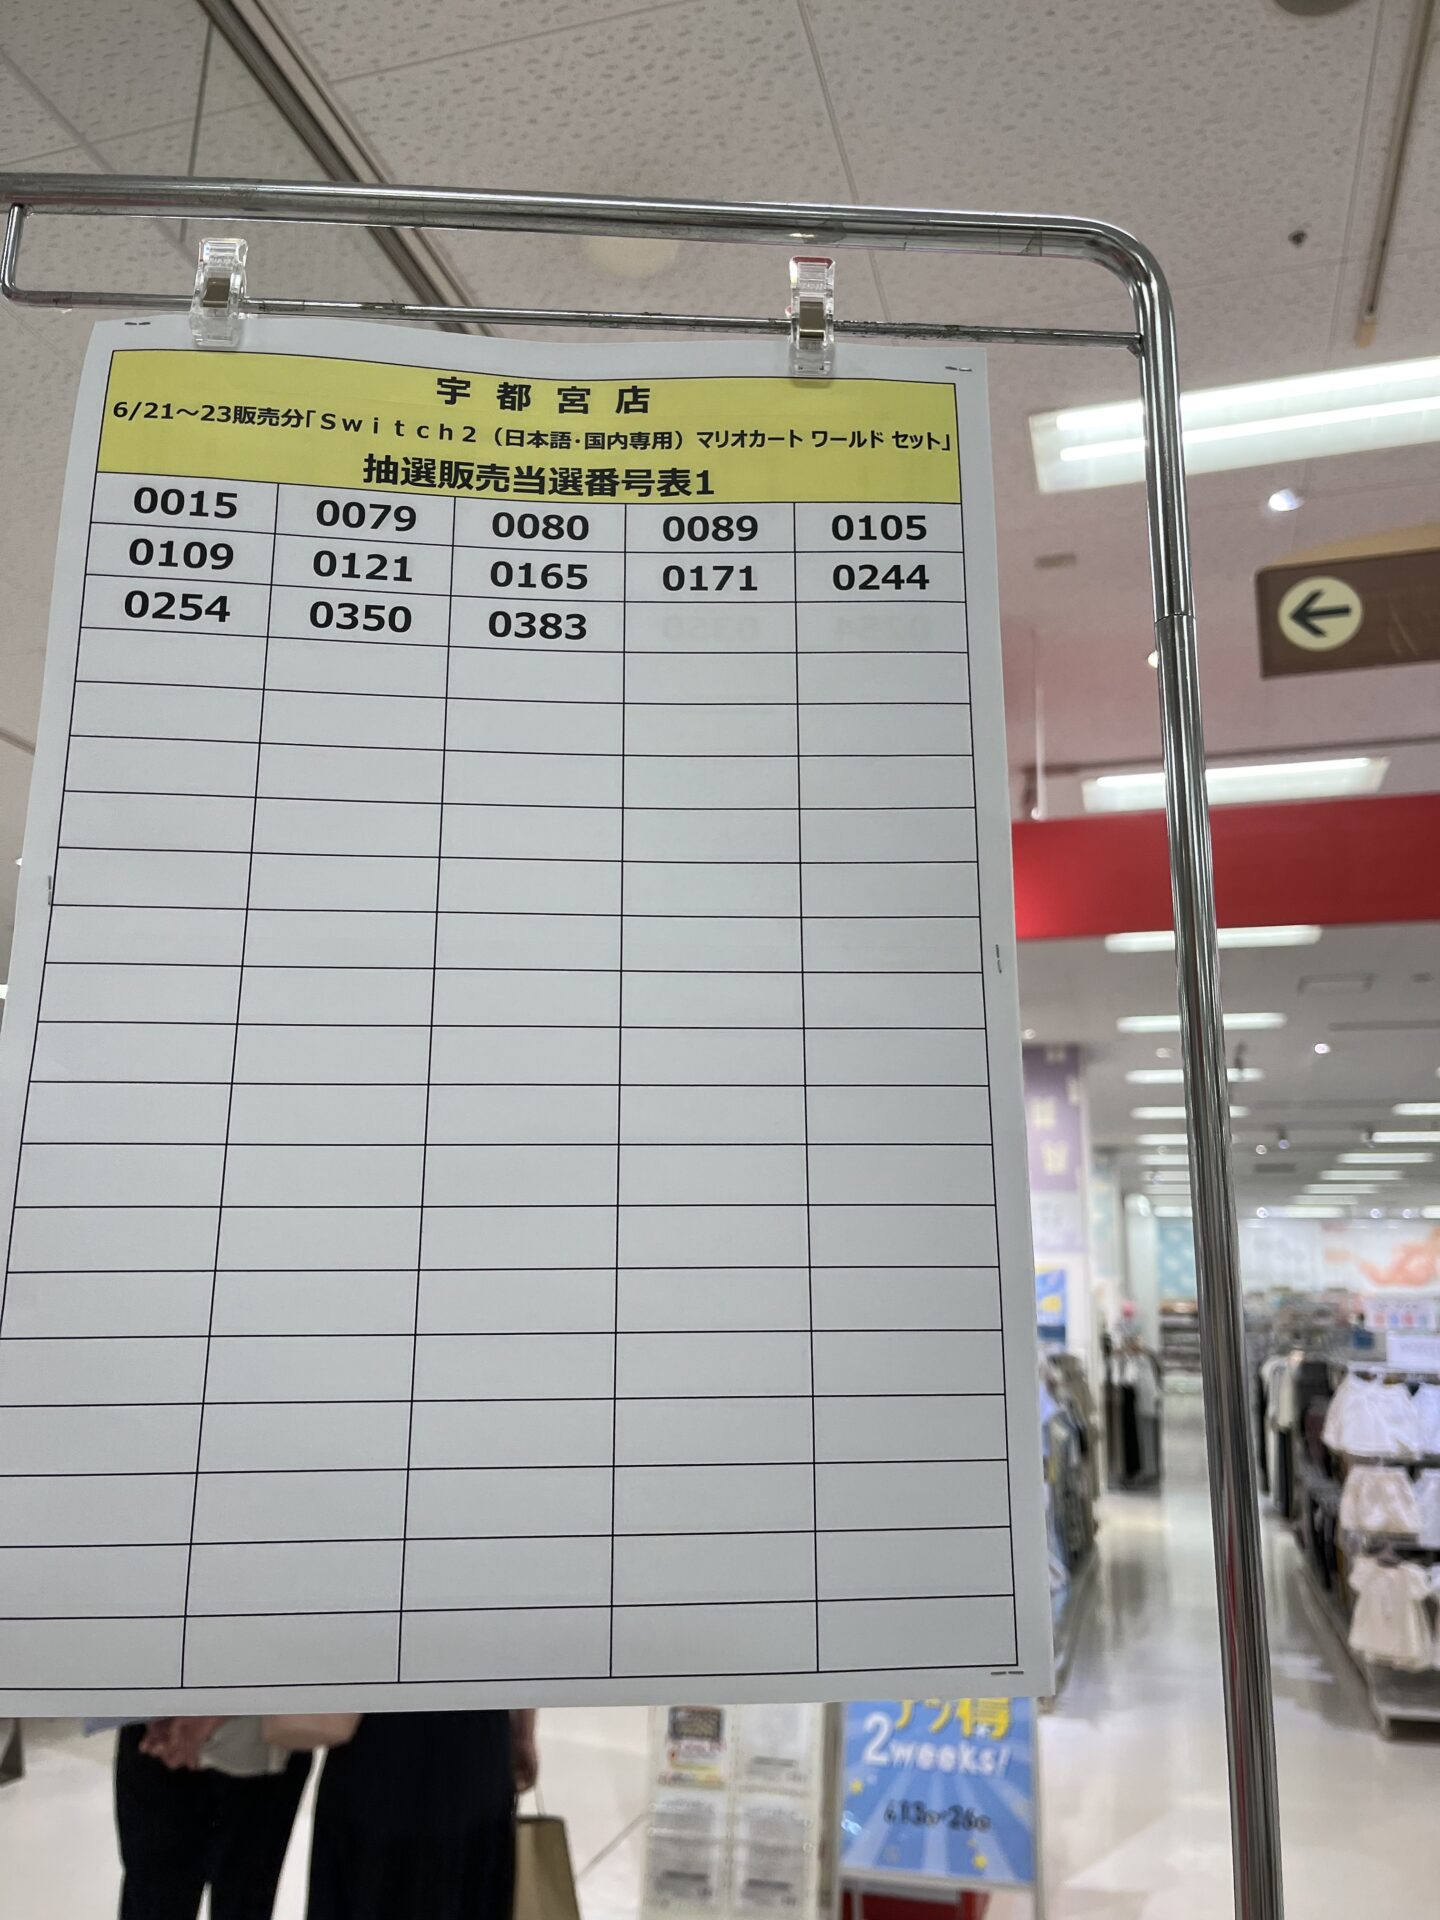 宇都宮店
6/21～23販売分「Ｓｗｉｔｃｈ２（日本語・国内専用）マリオカート ワールド セット」
抽選販売当選番号表1
0015 0079 0080 0089 0105
0109 0121 0165 0171 0244
0254 0350 0383
2weeks!